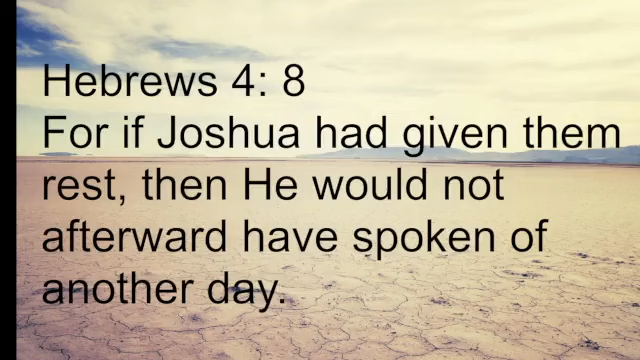 Hebrews 4: 8
For if Joshua had given them
rest, then He would not
afterward have spoken of
another day.